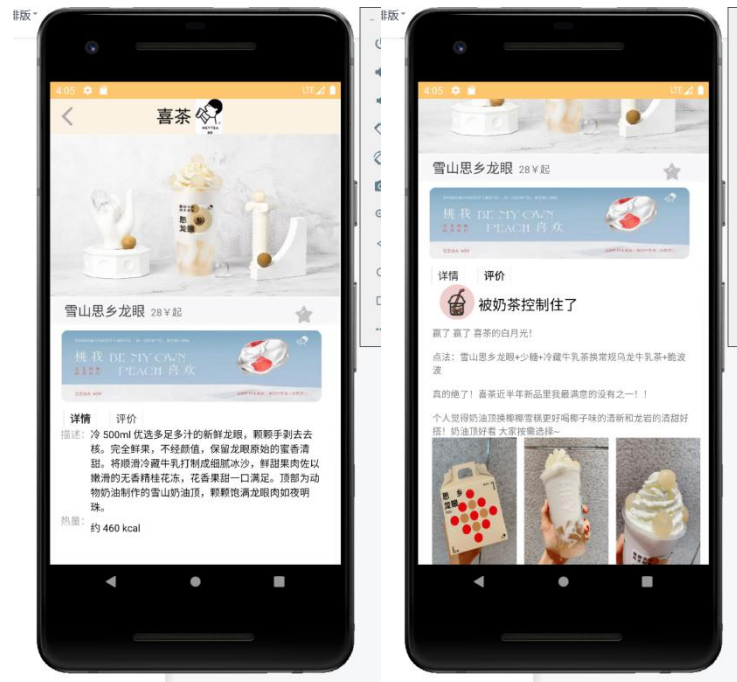 排版
4:05
LTE
喜茶
HEYTEA
喜茶
思乡
龙眼
雪山思乡龙眼 28￥起
桃我 BE MY OWN
PEACH 喜欢
详情 评价
描述:
冷 500ml 优选多足多汁的新鲜龙眼，颗颗手剥去去
核。完全鲜果，不经颜值，保留龙眼原始的蜜香清
甜。将顺滑冷藏牛乳打制成细腻冰沙，鲜甜果肉佐以
嫩滑的无香精桂花冻，花香果甜一口满足。顶部为动
物奶油制作的雪山奶油顶，颗颗饱满龙眼肉如夜明
珠。
热量:
约 460 kcal
排版
4:05
LTE
雪山思乡龙眼 28￥起
桃我 BE MY OWN
PEACH 喜欢
详情 评价
被奶茶控制住了
赢了 赢了 喜茶的白月光！
点法：雪山思乡龙眼+少糖+冷藏牛乳茶换常规乌龙牛乳茶+脆波
波
真的绝了！喜茶近半年新品里我最满意的没有之一！！
个人觉得奶油顶换椰椰雪糕更好喝椰子味的清新和龙岩的清甜好
搭！奶油顶好看 大家按需选择~
思乡
龙眼